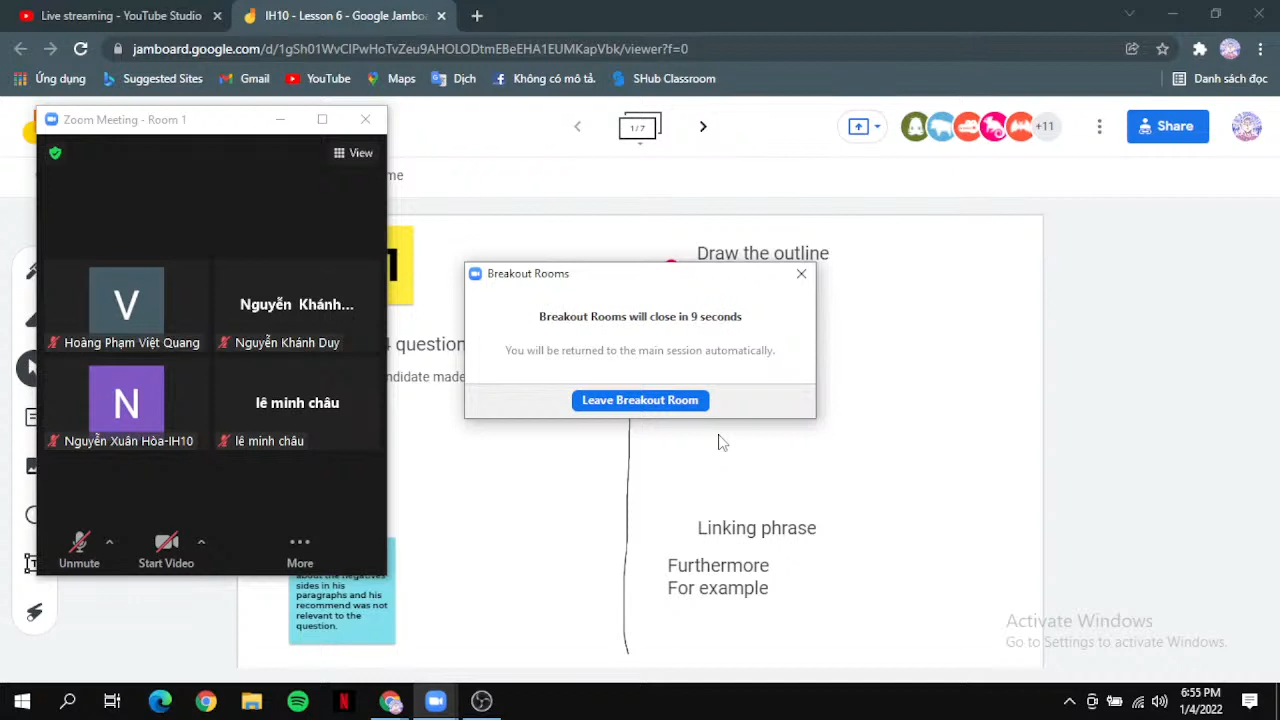 Live streaming - YouTube Studio
IH10 - Lesson 6 - Google Jambo
jamboard.google.com/d/1gSh01WvClPwHoTvZeu9AHOLODtmEBeEHA1EUMKapVbk/viewer?f=0
Ứng dụng
Suggested Sites
Gmail
YouTube
Maps
Dịch
Không có mô tả.
SHub Classroom
Danh sách đọc
Zoom Meeting - Room 1
1/7
+11
Share
View
me
Draw the outline
Breakout Rooms
Breakout Rooms will close in 9 seconds
You will be returned to the main session automatically.
Leave Breakout Room
V
Hoàng Phạm Việt Quang
Nguyễn Khánh...
Nguyễn Khánh Duy
4 question
ndidate made
N
Nguyễn Xuân Hòa-IH10
lê minh châu
lê minh châu
Unmute
Start Video
More
Linking phrase
Furthermore
For example
about the negatives
sides in his
paragraphs and his
recommend was not
relevant to the
question.
Activate Windows
Go to Settings to activate Windows.
6:55 PM
1/4/2022